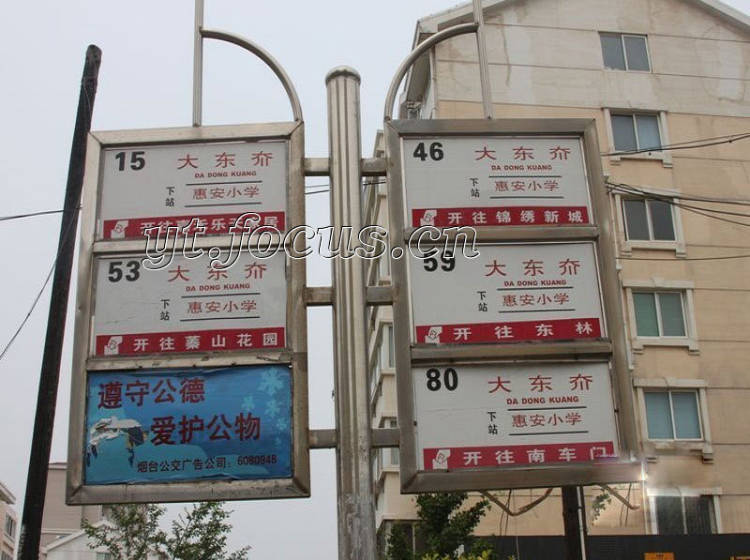 15
大东夼
DA DONG KUANG
下站
惠安小学
开往 乐 居
53
大东夼
DA DONG KUANG
下站
惠安小学
开往蓁山花园
遵守公德
爱护公物
烟台公交广告公司：6080948
46
大东夼
DA DONG KUANG
下站
惠安小学
开往锦绣新城
59
大东夼
DA DONG KUANG
下站
惠安小学
开往东林
80
大东夼
DA DONG KUANG
下站
惠安小学
开往南车门
yt.focus.cn